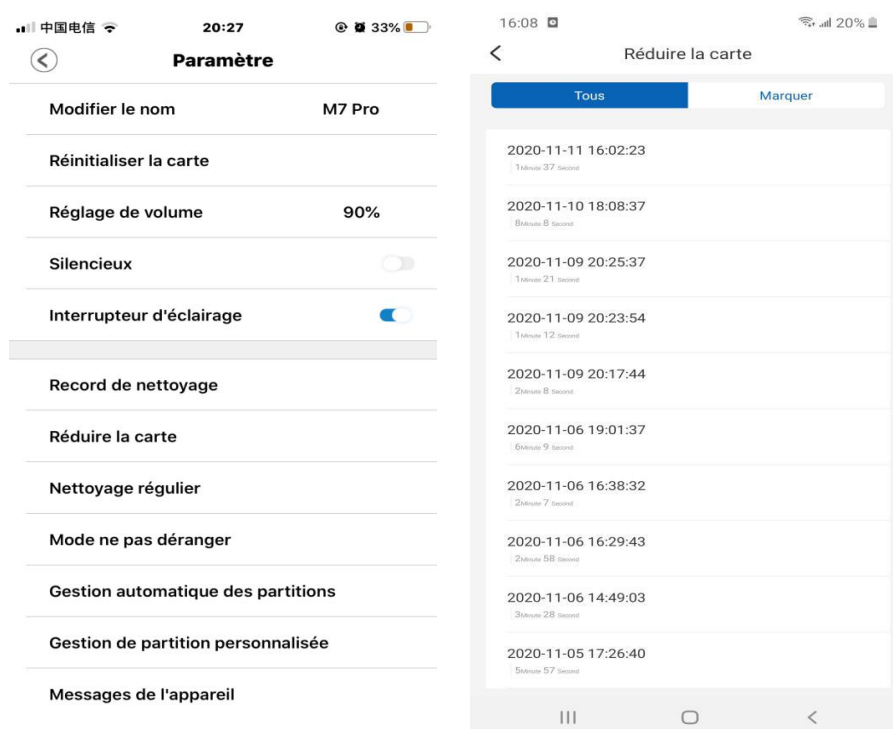 中国电信 20:27 33%
Paramètre
Modifier le nom M7 Pro
Réinitialiser la carte
Réglage de volume 90%
Silencieux
Interrupteur d'éclairage
Record de nettoyage
Réduire la carte
Nettoyage régulier
Mode ne pas déranger
Gestion automatique des partitions
Gestion de partition personnalisée
Messages de l'appareil
16:08 20%
Réduire la carte
Tous Marquer
2020-11-11 16:02:23
1Minute 37 Second
2020-11-10 18:08:37
8Minute 8 Second
2020-11-09 20:25:37
1Minute 21 Second
2020-11-09 20:23:54
1Minute 12 Second
2020-11-09 20:17:44
2Minute 8 Second
2020-11-06 19:01:37
6Minute 9 Second
2020-11-06 16:38:32
2Minute 7 Second
2020-11-06 16:29:43
2Minute 58 Second
2020-11-06 14:49:03
3Minute 28 Second
2020-11-05 17:26:40
5Minute 57 Second